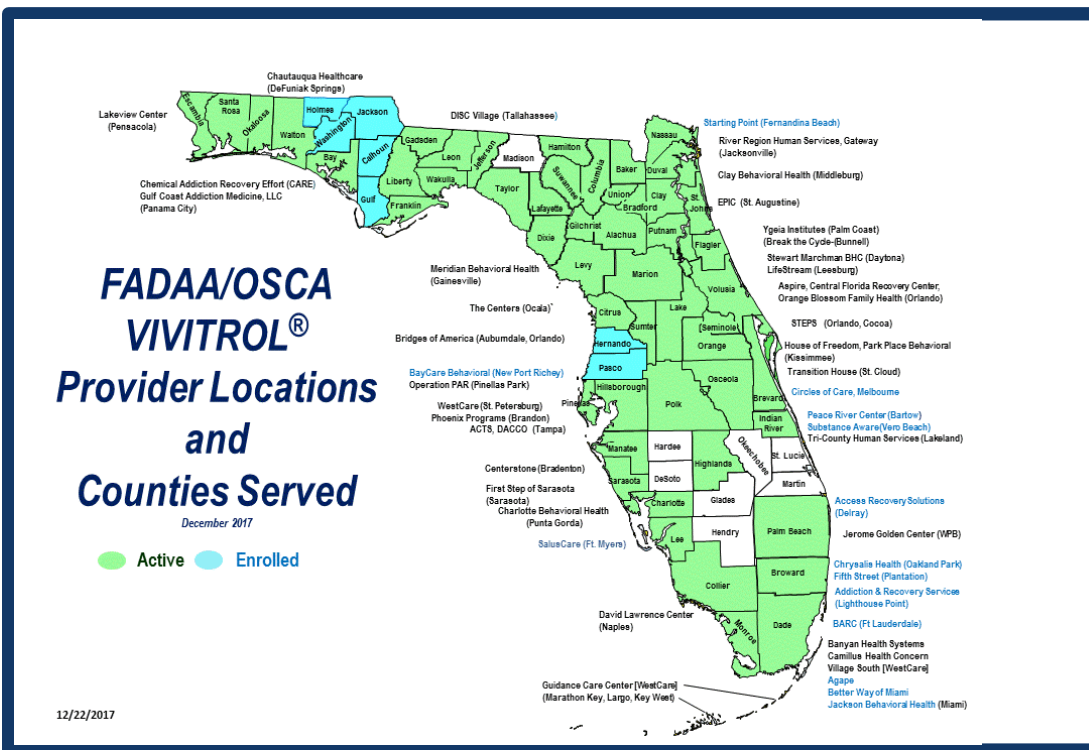 Chautauqua Healthcare
(DeFuniak Springs)
Lakeview Center
(Pensacola)
DISC Village (Tallahassee)
Chemical Addiction Recovery Effort (CARE)
Gulf Coast Addiction Medicine, LLC
(Panama City)
Escambia
Santa
Rosa
Okaloosa
Walton
Holmes
Washington
Jackson
Bay
Calhoun
Gulf
Gadsden
Liberty
Franklin
Leon
Wakulla
Jefferson
Madison
Taylor
Hamilton
Suwannee
Lafayette
Columbia
Dixie
Gilchrist
Baker
Union
Bradford
Alachua
Nassau
Duval
Clay
St.
Johns
Putnam
Flagler
Levy
Marion
Volusia
Citrus
Sumter
Lake
Seminole
Orange
Hernando
Pasco
Hillsborough
Pinellas
Polk
Osceola
Brevard
Indian
River
Manatee
Hardee
Highlands
Okeechobee
St. Lucie
Martin
Sarasota
DeSoto
Charlotte
Glades
Lee
Hendry
Palm Beach
Collier
Broward
Monroe
Dade
Starting Point (Fernandina Beach)
River Region Human Services, Gateway
(Jacksonville)
Clay Behavioral Health (Middleburg)
EPIC (St. Augustine)
Ygeia Institutes (Palm Coast)
(Break the Cycle-(Bunnell)
Stewart Marchman BHC (Daytona)
LifeStream (Leesburg)
Aspire, Central Florida Recovery Center,
Orange Blossom Family Health (Orlando)
STEPS (Orlando, Cocoa)
House of Freedom, Park Place Behavioral
(Kissimmee)
Transition House (St. Cloud)
Circles of Care, Melbourne
Peace River Center (Bartow)
Substance Aware(Vero Beach)
Tri-County Human Services (Lakeland)
Access Recovery Solutions
(Delray)
Jerome Golden Center (WPB)
Chrysalis Health (Oakland Park)
Fifth Street (Plantation)
Addiction & Recovery Services
(Lighthouse Point)
BARC (Ft Lauderdale)
Banyan Health Systems
Camillus Health Concern
Village South [WestCare]
Agape
Better Way of Miami
Jackson Behavioral Health (Miami)
Meridian Behavioral Health
(Gainesville)
The Centers (Ocala)
Bridges of America (Auburndale, Orlando)
BayCare Behavioral (New Port Richey)
Operation PAR (Pinellas Park)
WestCare (St. Petersburg)
Phoenix Programs (Brandon)
ACTS, DACCO (Tampa)
Centerstone (Bradenton)
First Step of Sarasota
(Sarasota)
Charlotte Behavioral Health
(Punta Gorda)
SalusCare (Ft. Myers)
David Lawrence Center
(Naples)
Guidance Care Center [WestCare]
(Marathon Key, Largo, Key West)
FADAA/OSCA
VIVITROL®
Provider Locations
and
Counties Served
December 2017
Active Enrolled
12/22/2017